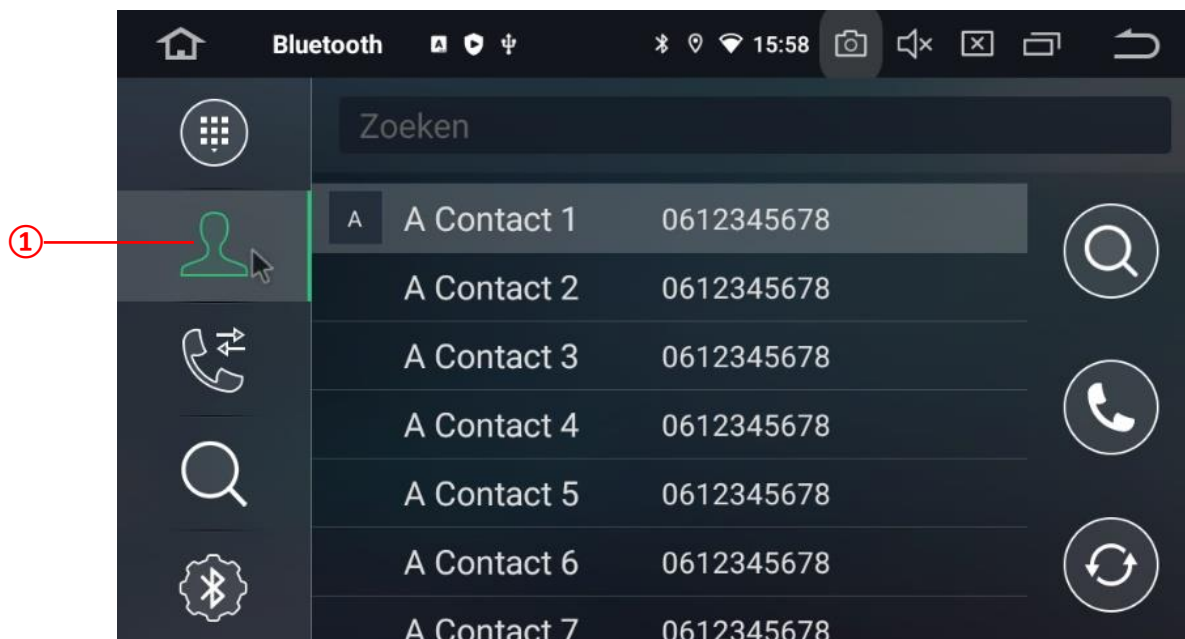 Bluetooth 15:58
Zoeken
①
A A Contact 1 0612345678
A Contact 2 0612345678
A Contact 3 0612345678
A Contact 4 0612345678
A Contact 5 0612345678
A Contact 6 0612345678
A Contact 7 0612345678